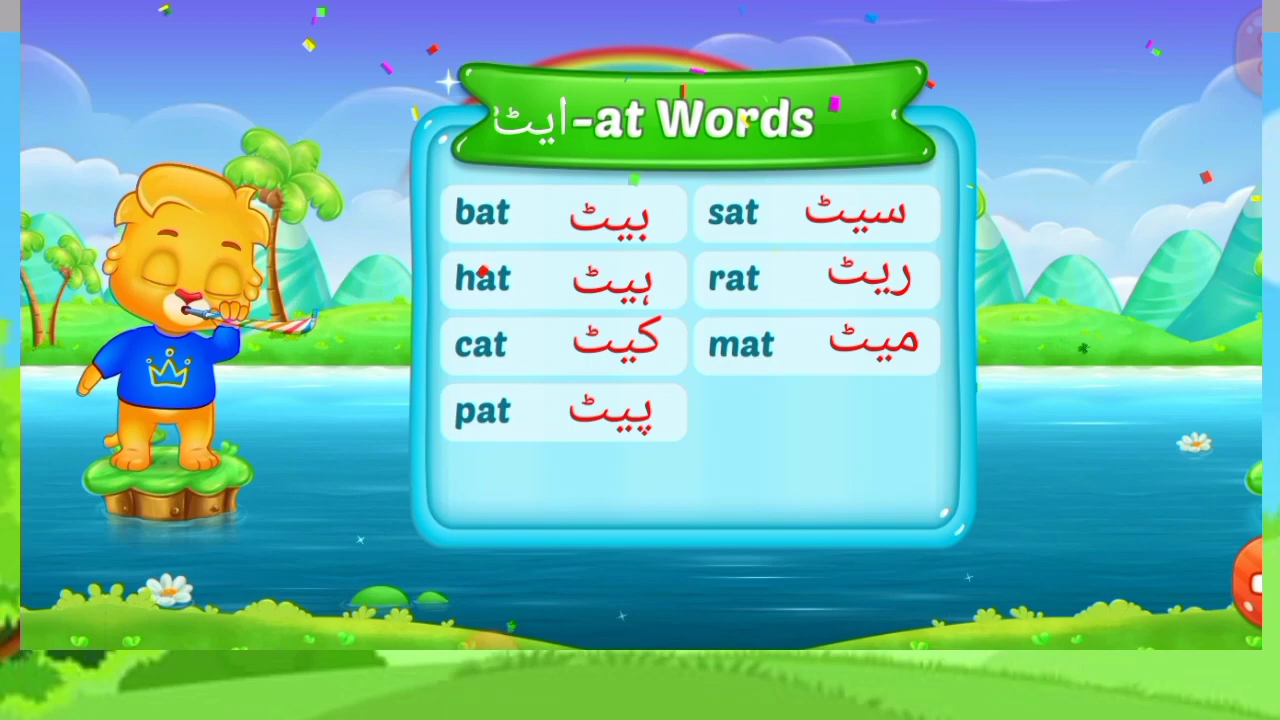 ایٹ-at Words
bat بیٹ sat سیٹ
hat ہیٹ rat ریٹ
cat کیٹ mat میٹ
pat پیٹ